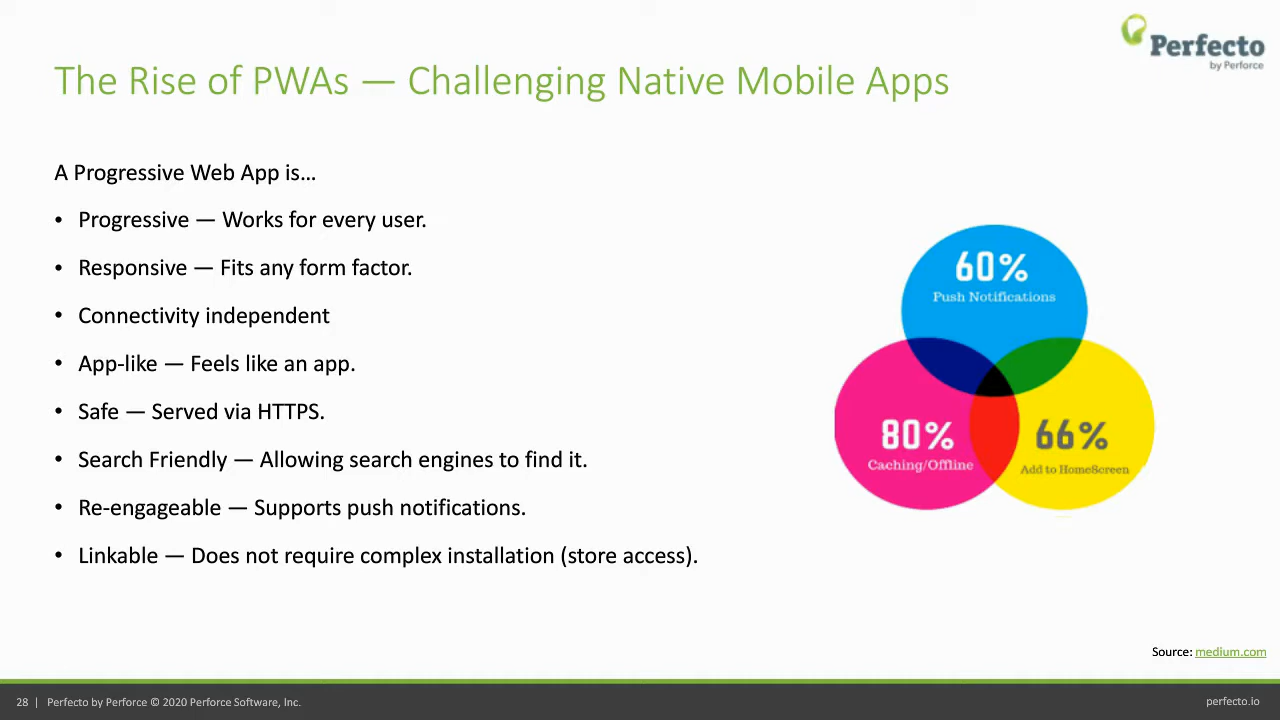 Perfecto
by Perforce
The Rise of PWAs — Challenging Native Mobile Apps
A Progressive Web App is…
• Progressive — Works for every user.
• Responsive — Fits any form factor.
• Connectivity independent
• App-like — Feels like an app.
• Safe — Served via HTTPS.
• Search Friendly — Allowing search engines to find it.
• Re-engageable — Supports push notifications.
• Linkable — Does not require complex installation (store access).
60%
Push Notifications
80%
Caching/Offline
66%
Add to HomeScreen
Source: medium.com
28 | Perfecto by Perforce © 2020 Perforce Software, Inc.
perfecto.io